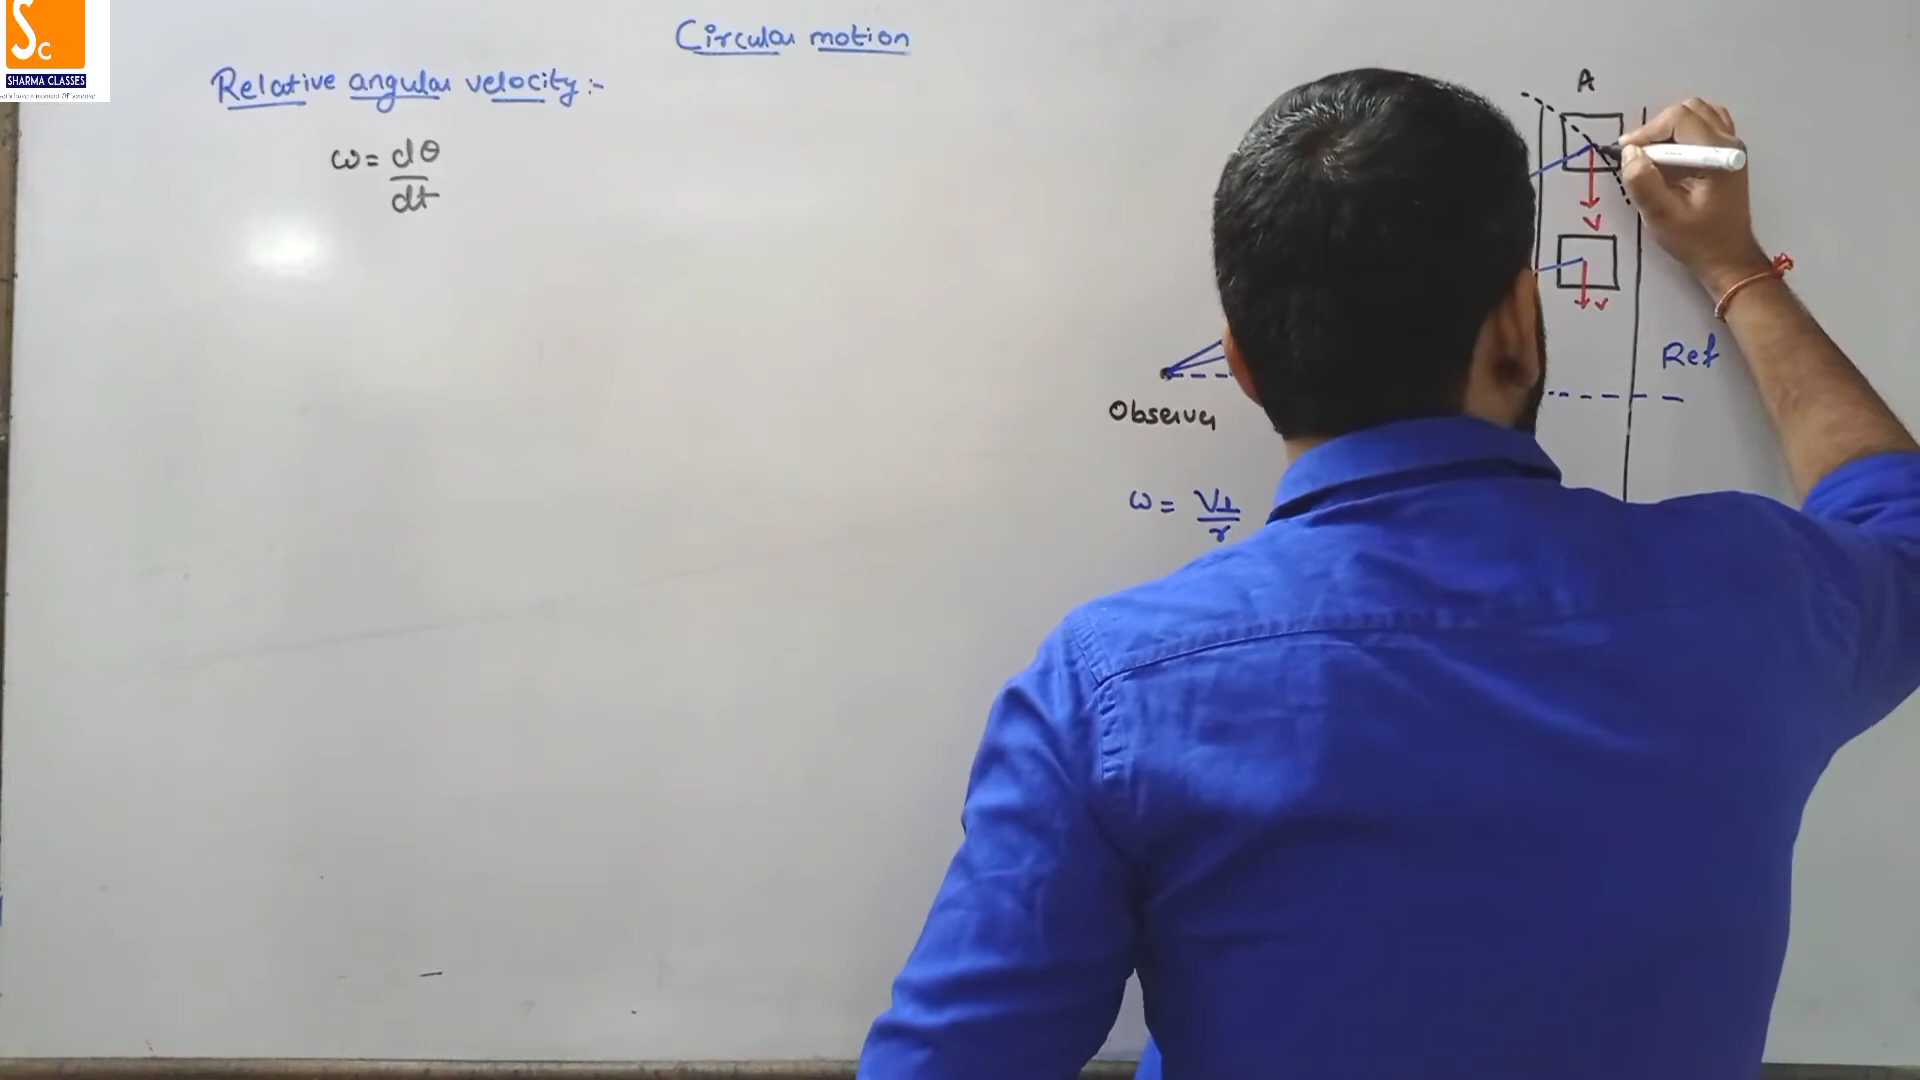 Sc
SHARMA CLASSES
Circular motion
Relative angular velocity :-
ω = dθ/dt
A
V
V
Ref
Observer
ω = V⊥/r